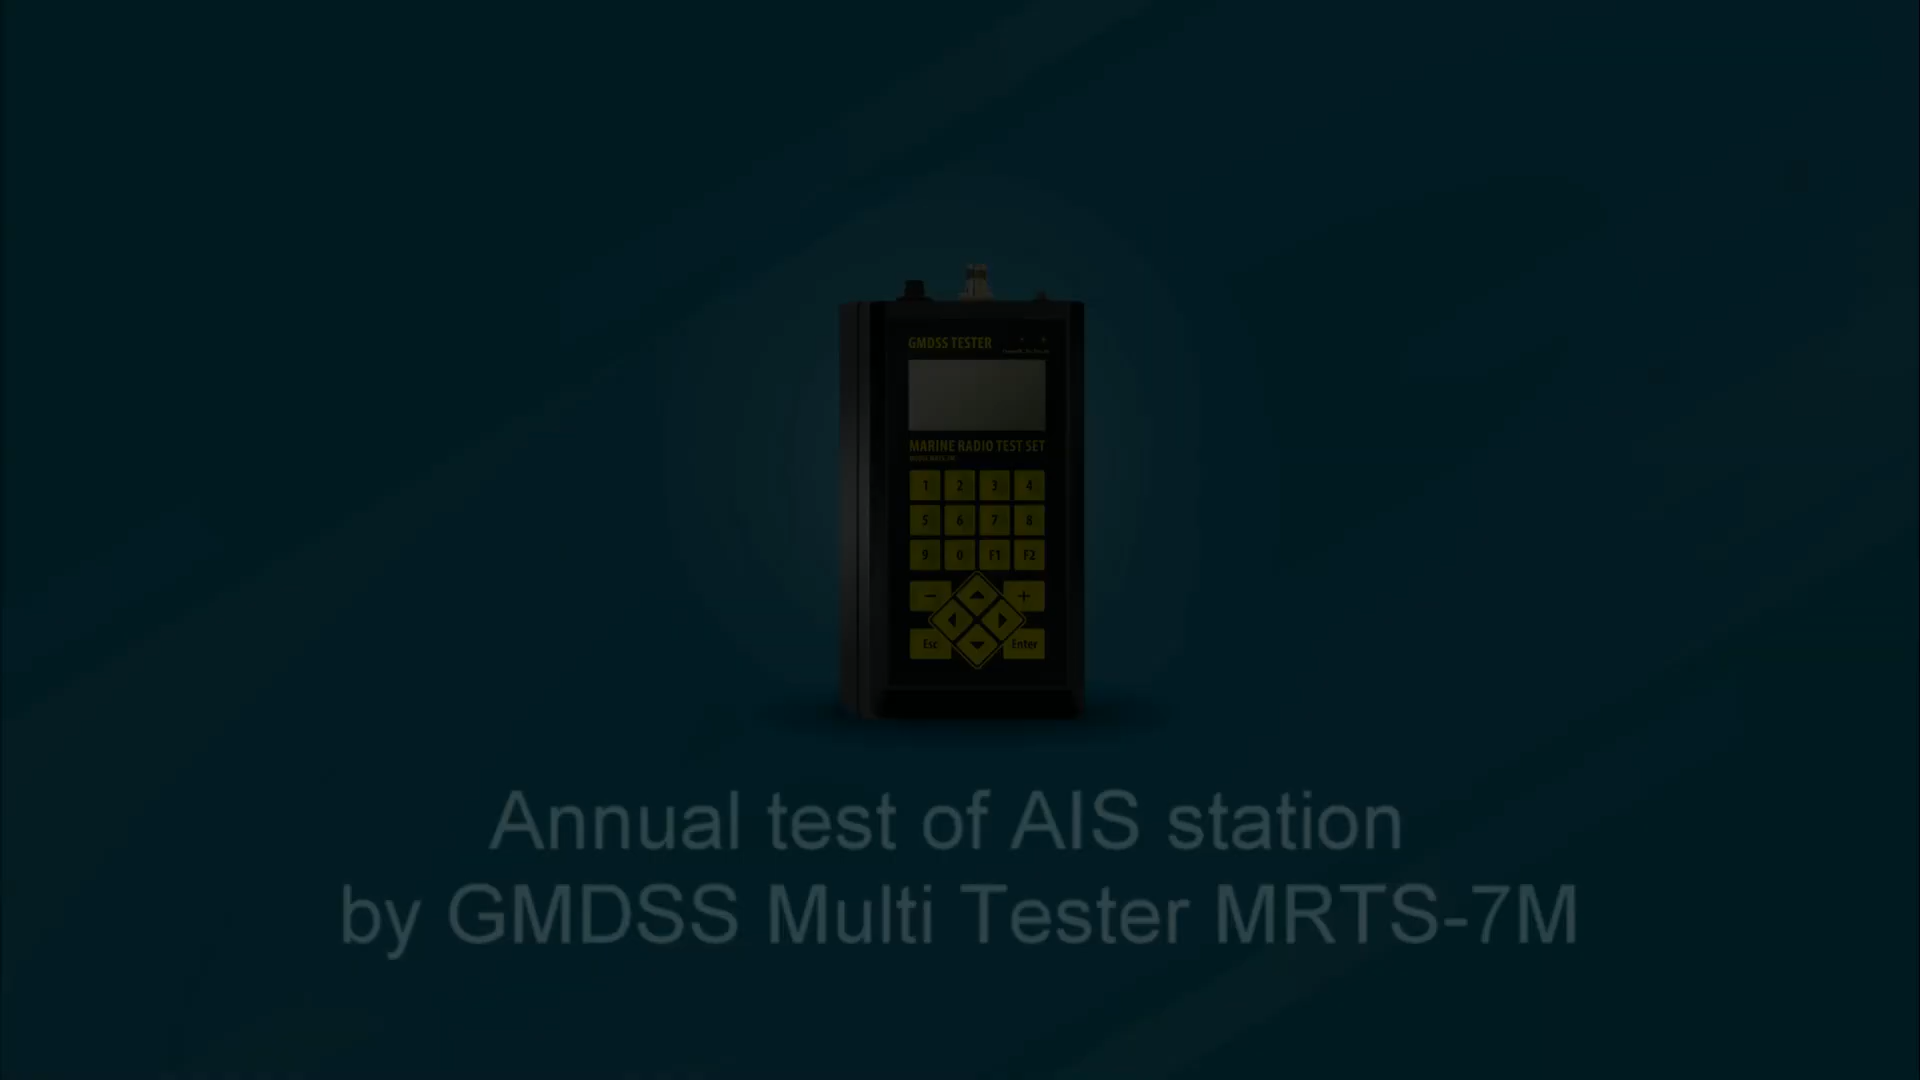 GMDSS TESTER
MARINE RADIO TEST SET
1 2 3 4
5 6 7 8
9 0 F1 F2
- +
Esc Enter
Annual test of AIS station
by GMDSS Multi Tester MRTS-7M